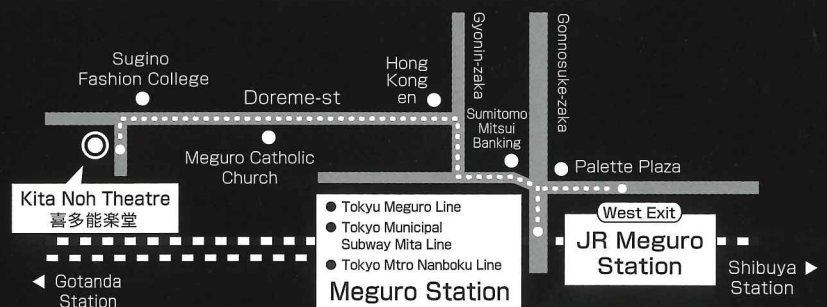 Sugino
Fashion College
Doreme-st
Hong
Kong
en
Gyonin-zaka
Gonnosuke-zaka
Sumitomo
Mitsui
Banking
Meguro Catholic
Church
Palette Plaza
Kita Noh Theatre
喜多能楽堂
West Exit
JR Meguro
Station
● Tokyu Meguro Line
● Tokyo Municipal
Subway Mita Line
● Tokyo Mtro Nanboku Line
Meguro Station
◀ Gotanda
Station
Shibuya ▶
Station